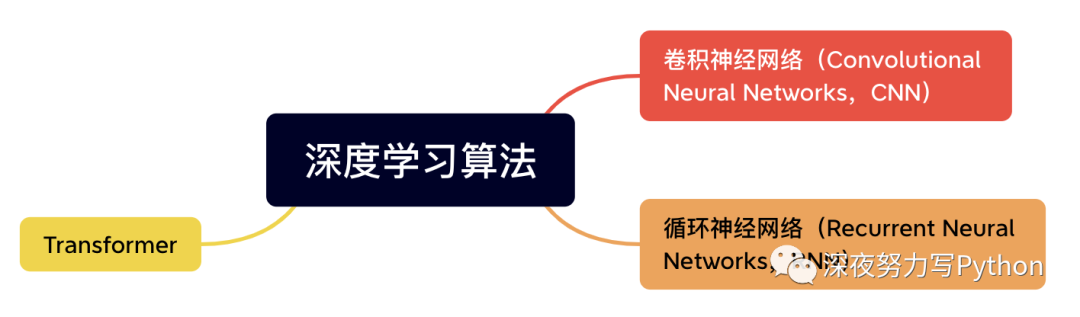 卷积神经网络（Convolutional
Neural Networks，CNN）
深度学习算法
Transformer
循环神经网络（Recurrent Neural
Networks，RNN）
深夜努力写Python